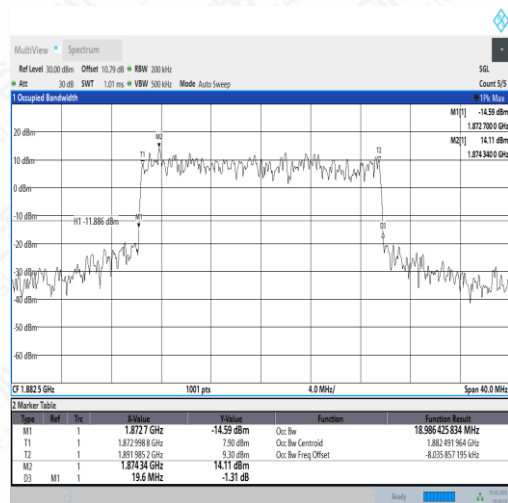 MultiView Spectrum
Ref Level 30.00 dBm Offset 10.79 dB RBW 200 kHz SGL
Att 30 dB SWT 1.01 ms VBW 500 kHz Mode Auto Sweep Count 5/5
1 Occupied Bandwidth 1Pk Max
M1[1] -14.59 dBm
1.872 700 0 GHz
M2[1] 14.11 dBm
1.874 340 0 GHz
20 dBm
M2
T1
T2
10 dBm
0 dBm
-10 dBm
M1
H1 -11.886 dBm
D3
-20 dBm
-30 dBm
-40 dBm
-50 dBm
-60 dBm
CF 1.882 5 GHz 1001 pts 4.0 MHz/ Span 40.0 MHz
2 Marker Table
Type Ref Trc X-Value Y-Value Function Function Result
M1 1 1.872 7 GHz -14.59 dBm Occ Bw 18.986 425 834 MHz
T1 1 1.872 998 8 GHz 7.90 dBm Occ Bw Centroid 1.882 491 964 GHz
T2 1 1.891 985 2 GHz 9.30 dBm Occ Bw Freq Offset -8.035 857 195 kHz
M2 1 1.874 34 GHz 14.11 dBm
D3 M1 1 19.6 MHz -1.31 dB
Ready